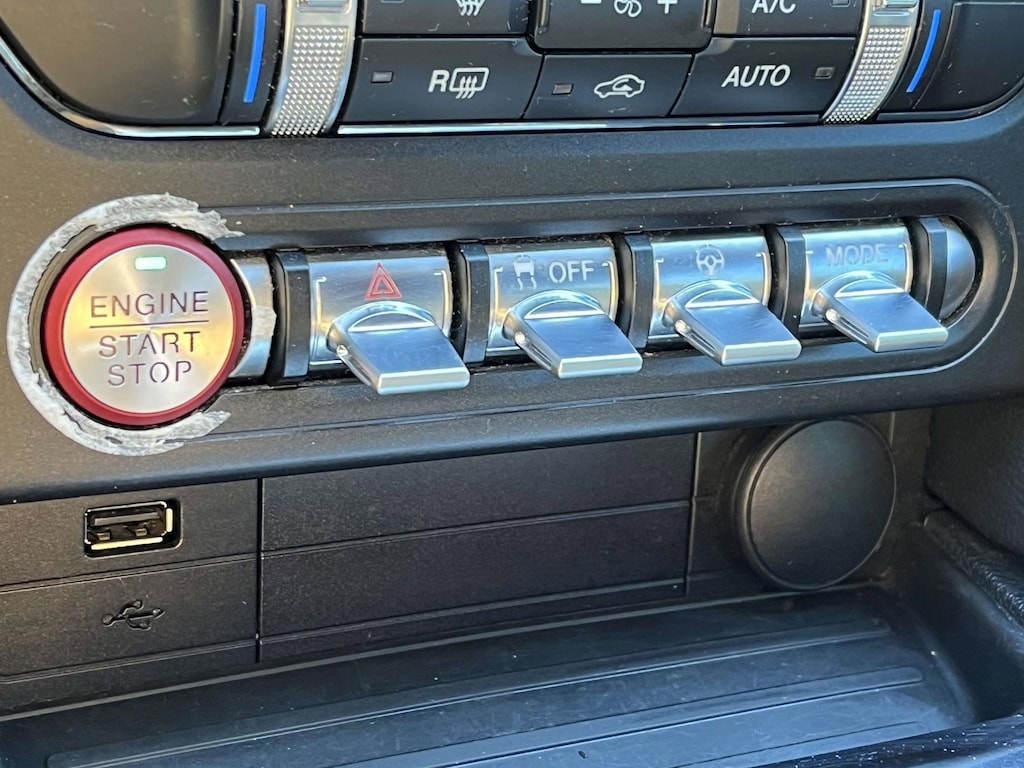 A/C
R
AUTO
ENGINE
START
STOP
OFF
MODE